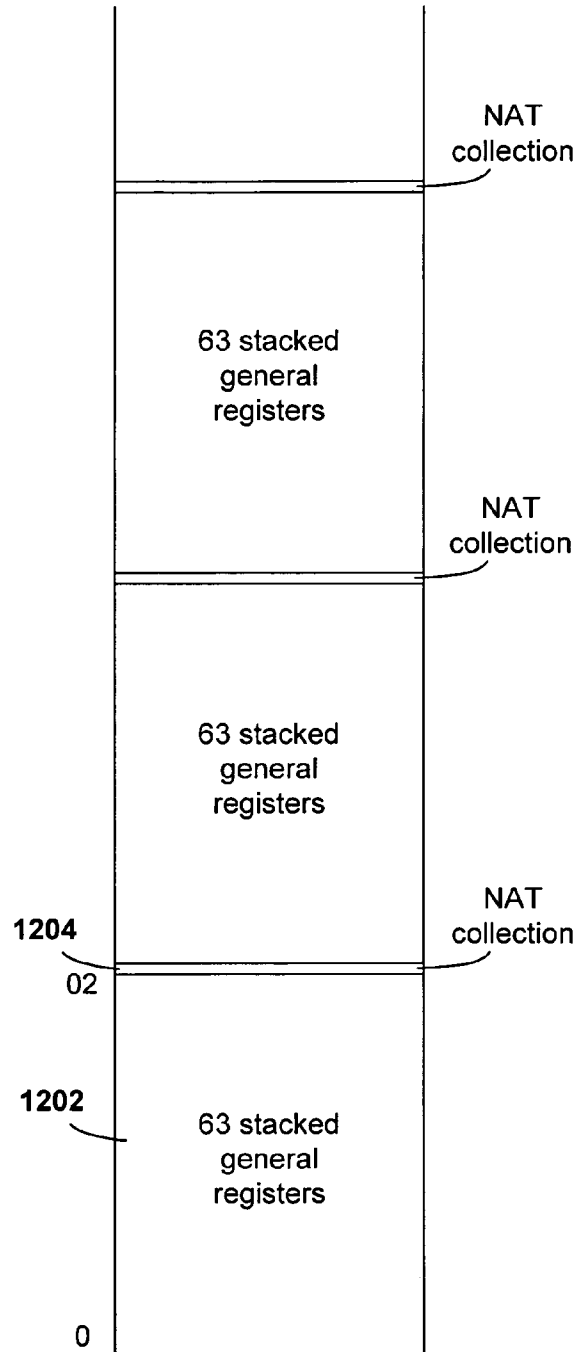 NAT
collection
63 stacked
general
registers
NAT
collection
63 stacked
general
registers
NAT
collection
1204
02
1202
63 stacked
general
registers
0